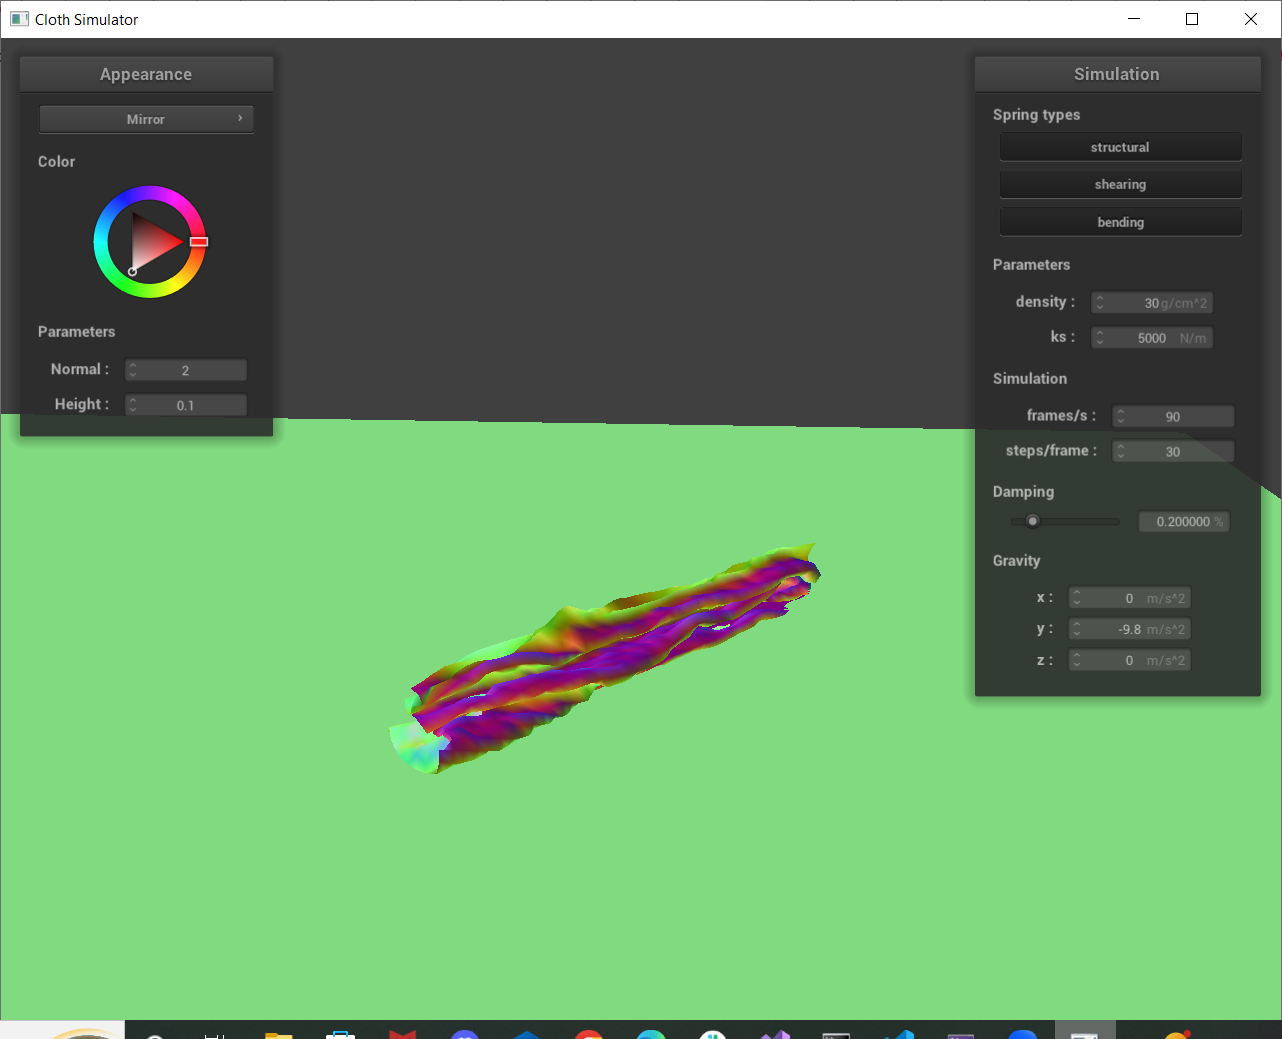 Cloth Simulator
Appearance
Mirror
Color
Parameters
Normal : 2
Height : 0.1
Simulation
Spring types
structural
shearing
bending
Parameters
density : 30 g/cm^2
ks : 5000 N/m
Simulation
frames/s : 90
steps/frame : 30
Damping
0.200000 %
Gravity
x : 0 m/s^2
y : -9.8 m/s^2
z : 0 m/s^2